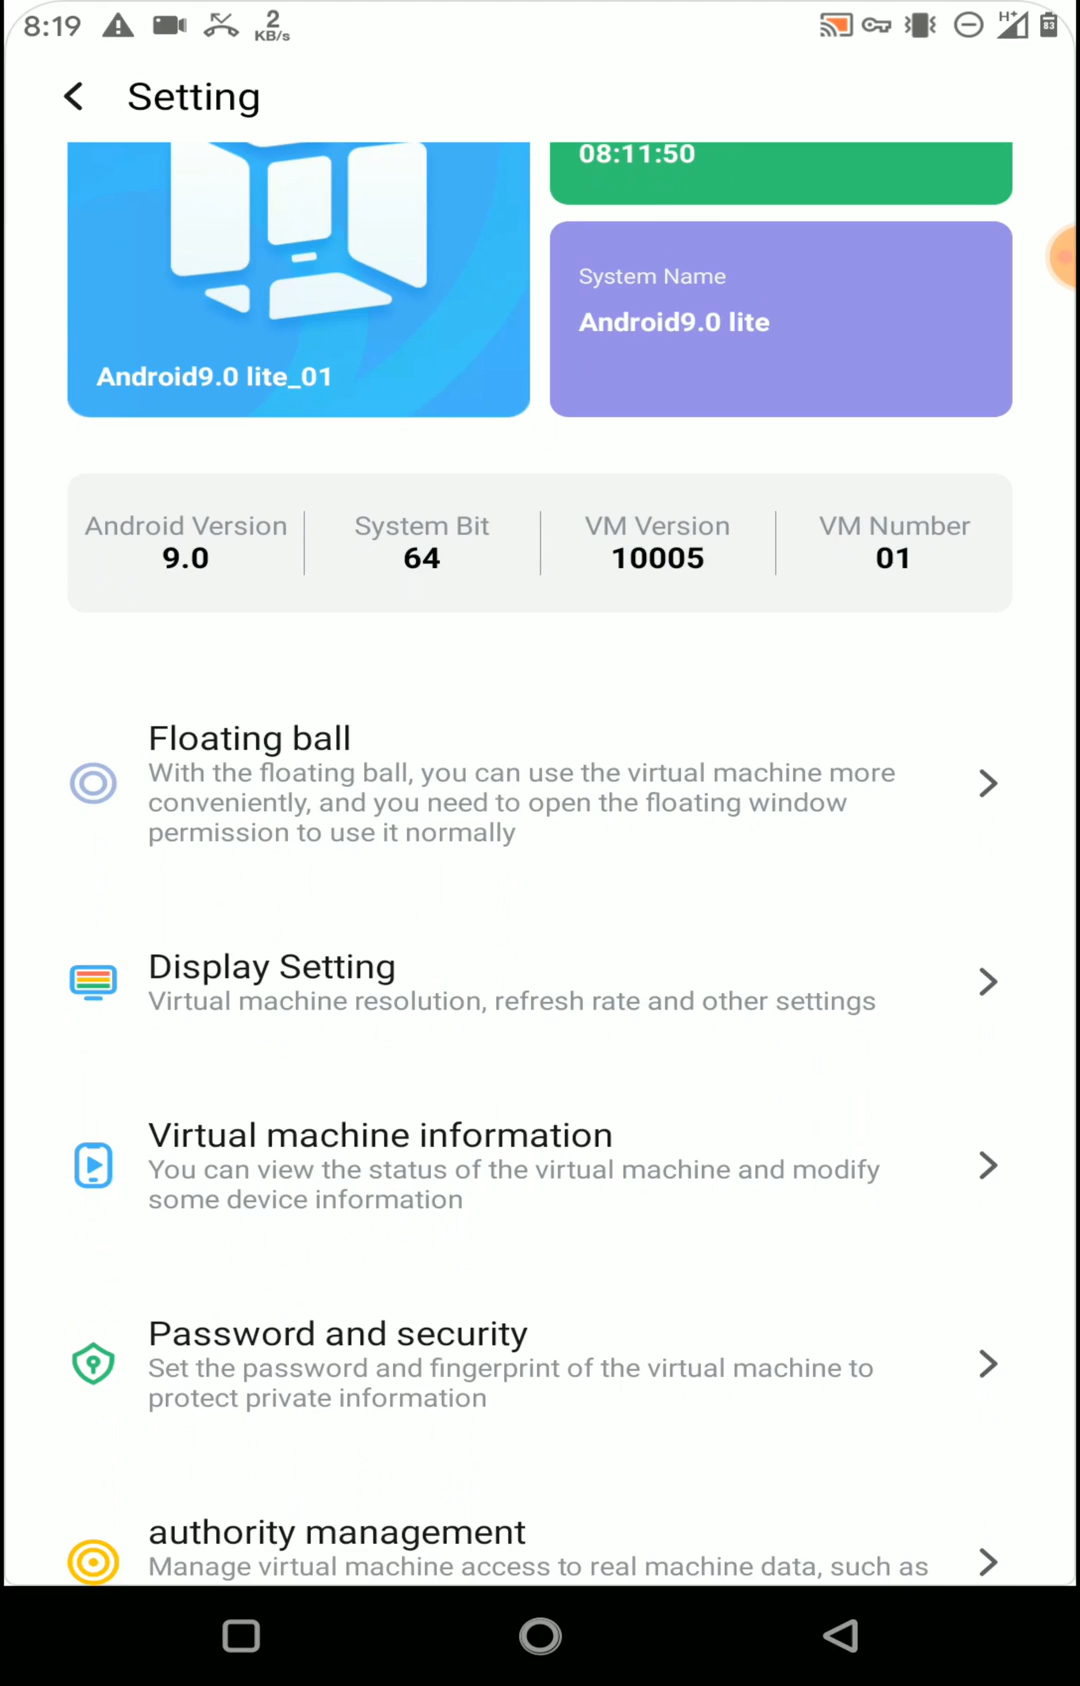 8:19
2
KB/s
H+
83
Setting
08:11:50
System Name
Android9.0 lite
Android9.0 lite_01
Android Version
9.0
System Bit
64
VM Version
10005
VM Number
01
Floating ball
With the floating ball, you can use the virtual machine more
conveniently, and you need to open the floating window
permission to use it normally
Display Setting
Virtual machine resolution, refresh rate and other settings
Virtual machine information
You can view the status of the virtual machine and modify
some device information
Password and security
Set the password and fingerprint of the virtual machine to
protect private information
authority management
Manage virtual machine access to real machine data, such as